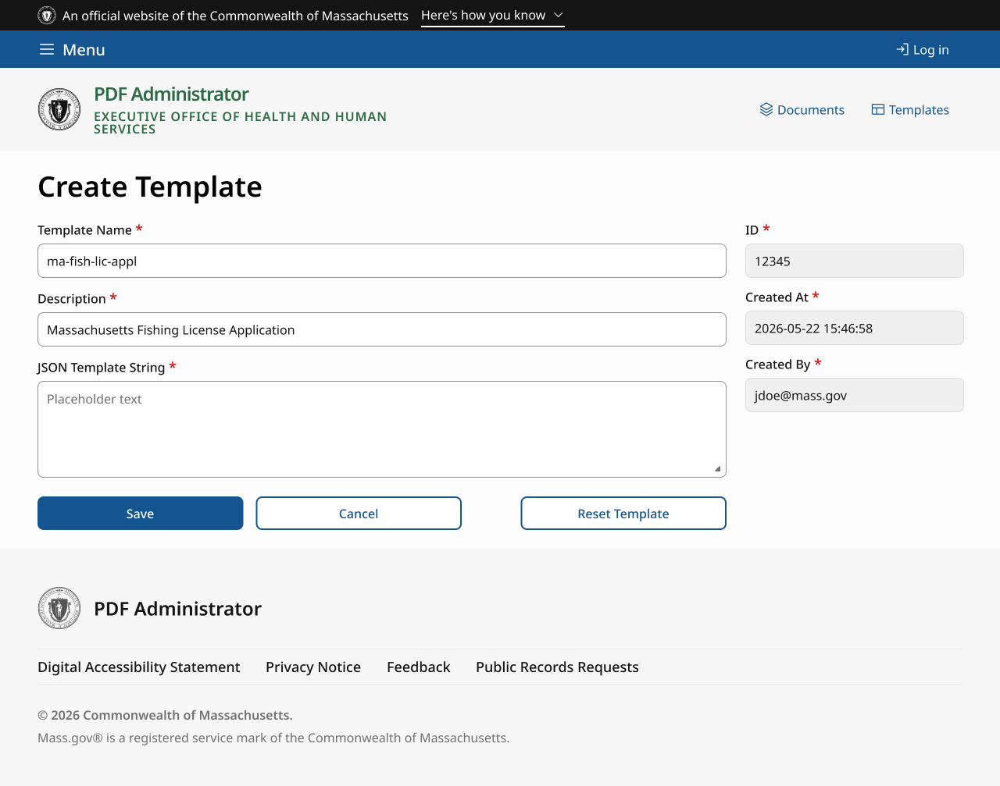 An official website of the Commonwealth of Massachusetts Here's how you know
Menu
Log in
PDF Administrator
EXECUTIVE OFFICE OF HEALTH AND HUMAN
SERVICES
Documents
Templates
Create Template
Template Name *
ma-fish-lic-appl
Description *
Massachusetts Fishing License Application
JSON Template String *
Placeholder text
ID *
12345
Created At *
2026-05-22 15:46:58
Created By *
jdoe@mass.gov
Save
Cancel
Reset Template
PDF Administrator
Digital Accessibility Statement Privacy Notice Feedback Public Records Requests
© 2026 Commonwealth of Massachusetts.
Mass.gov® is a registered service mark of the Commonwealth of Massachusetts.